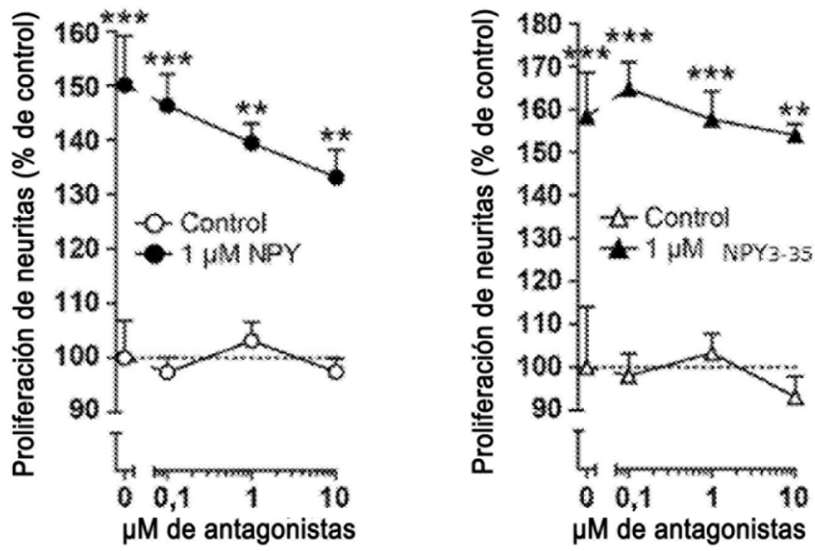 ***
160
***
150
**
140
**
130
Control
1 µM NPY
120
110
100
90
0 0,1 1 10
µM de antagonistas
Proliferación de neuritas (% de control)
180
***
170
***
***
160
**
150
140
Control
130
1 µM NPY3-35
120
110
100
90
0 0,1 1 10
µM de antagonistas
Proliferación de neuritas (% de control)